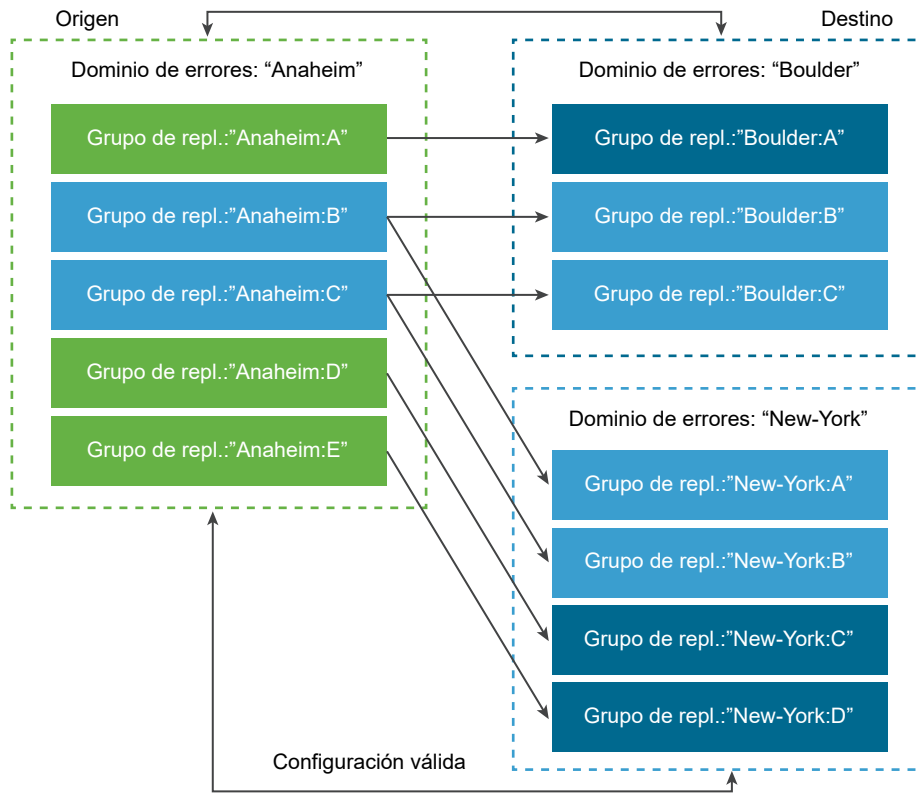 Origen
Destino
Dominio de errores: “Anaheim”
Grupo de repl.:”Anaheim:A”
Grupo de repl.:”Anaheim:B”
Grupo de repl.:”Anaheim:C”
Grupo de repl.:”Anaheim:D”
Grupo de repl.:”Anaheim:E”
Dominio de errores: “Boulder”
Grupo de repl.:”Boulder:A”
Grupo de repl.:”Boulder:B”
Grupo de repl.:”Boulder:C”
Dominio de errores: “New-York”
Grupo de repl.:”New-York:A”
Grupo de repl.:”New-York:B”
Grupo de repl.:”New-York:C”
Grupo de repl.:”New-York:D”
Configuración válida